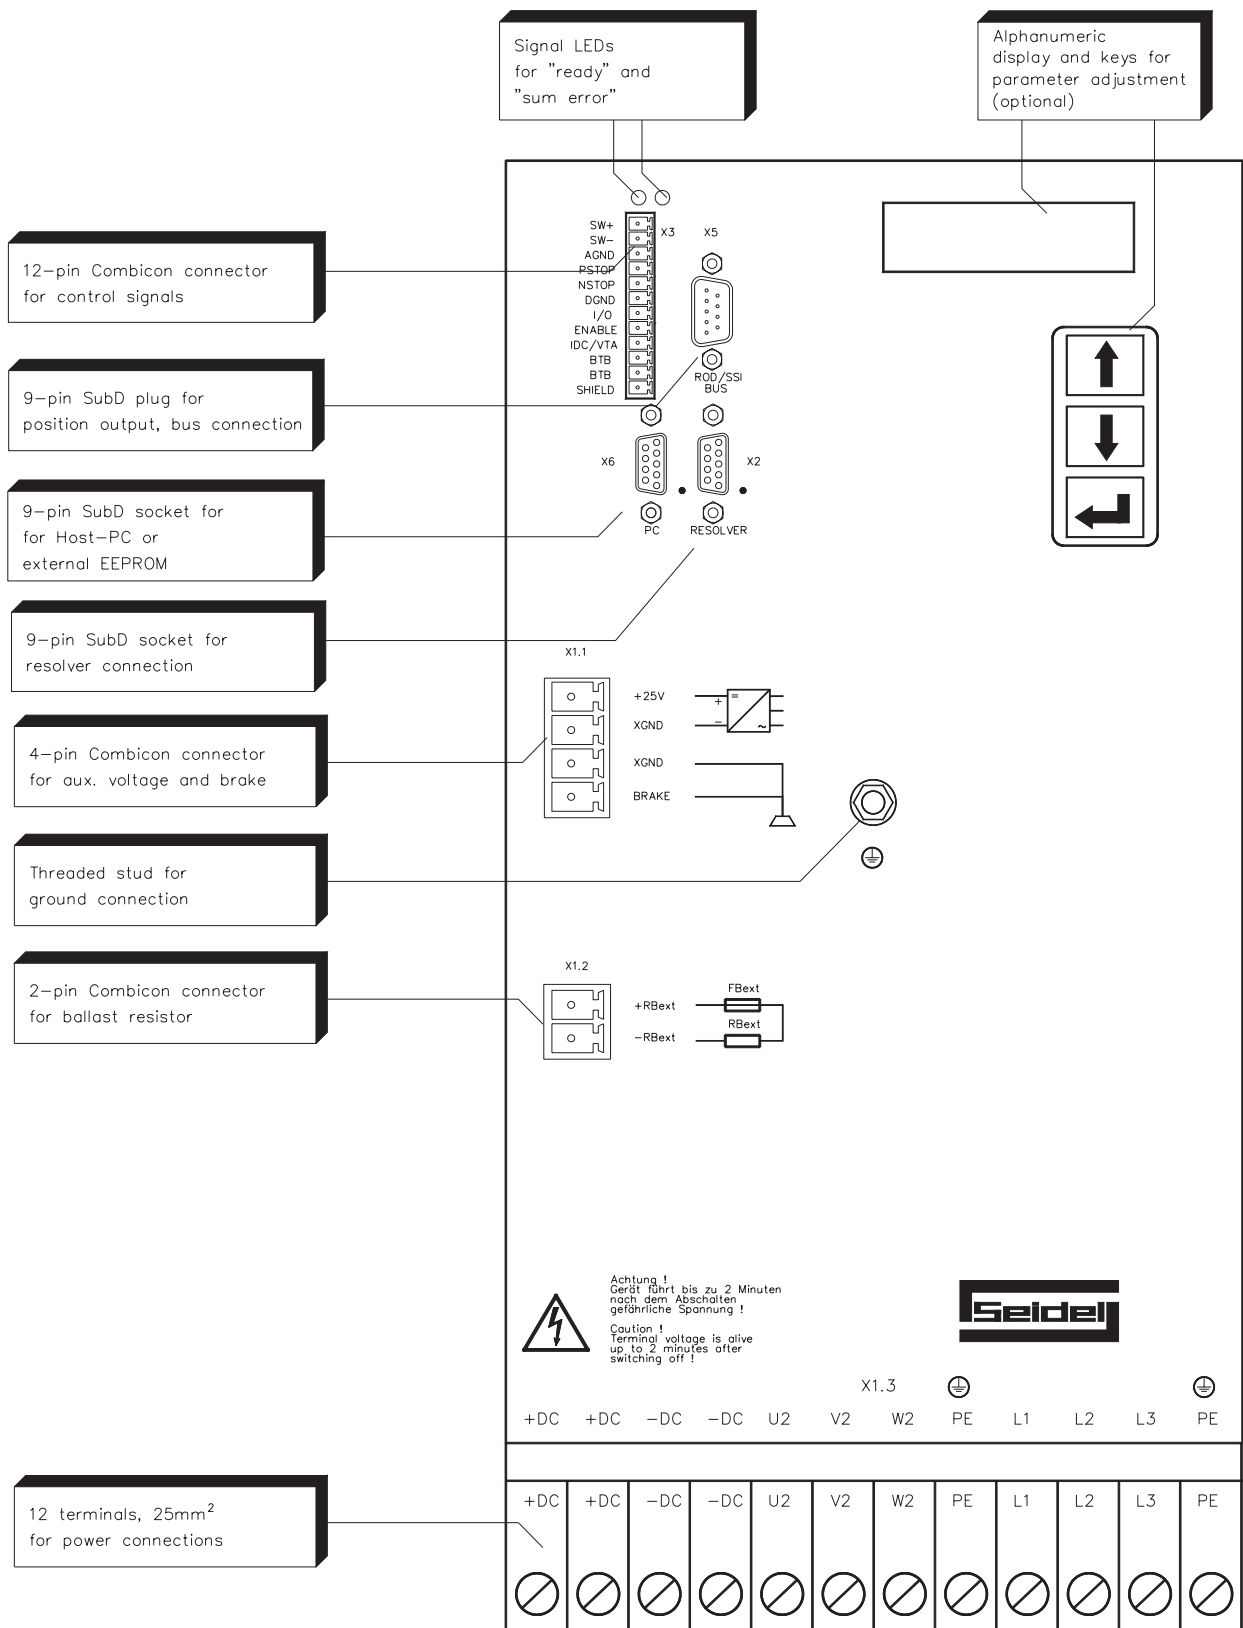 Signal LEDs
for "ready" and
"sum error"
Alphanumeric
display and keys for
parameter adjustment
(optional)
12-pin Combicon connector
for control signals
9-pin SubD plug for
position output, bus connection
9-pin SubD socket for
for Host-PC or
external EEPROM
9-pin SubD socket for
resolver connection
4-pin Combicon connector
for aux. voltage and brake
Threaded stud for
ground connection
2-pin Combicon connector
for ballast resistor
12 terminals, 25mm²
for power connections
SW+
SW-
AGND
PSTOP
NSTOP
DGND
I/O
ENABLE
IDC/VTA
BTB
BTB
SHIELD
X3
X5
ROD/SSI
BUS
X6
X2
PC
RESOLVER
X1.1
+25V
XGND
XGND
BRAKE
+
-
=
~
X1.2
+RBext
-RBext
FBext
RBext
Achtung !
Gerät führt bis zu 2 Minuten
nach dem Abschalten
gefährliche Spannung !
Caution !
Terminal voltage is alive
up to 2 minutes after
switching off !
Seidel
X1.3
+DC +DC -DC -DC U2 V2 W2 PE L1 L2 L3 PE
+DC +DC -DC -DC U2 V2 W2 PE L1 L2 L3 PE